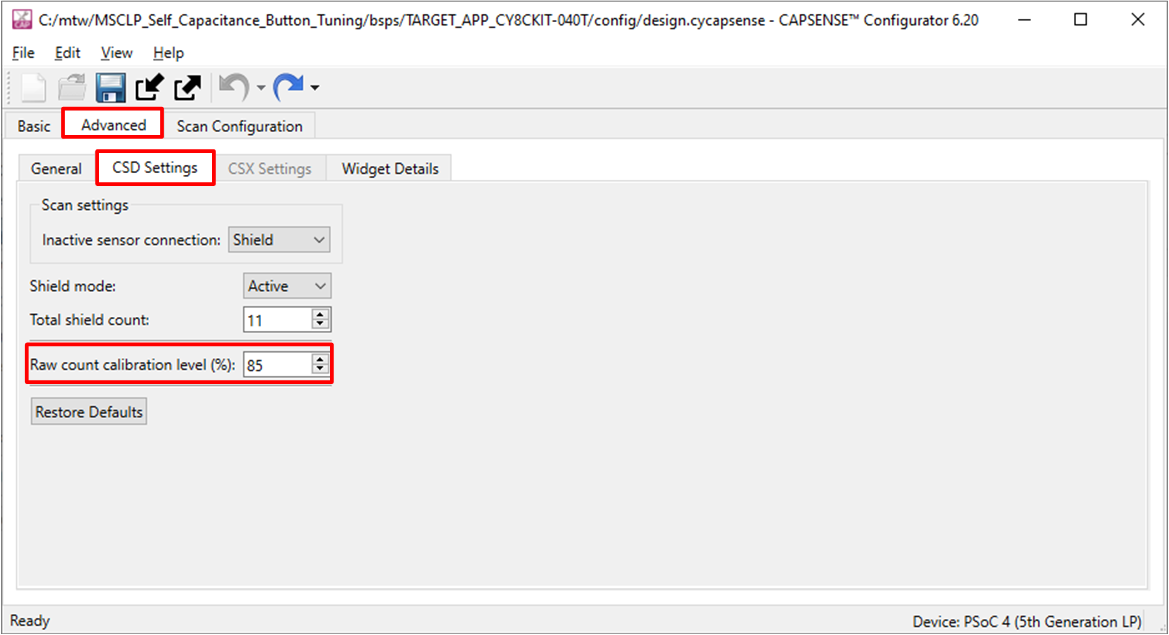 C:/mtw/MSCLP_Self_Capacitance_Button_Tuning/bsps/TARGET_APP_CY8CKIT-040T/config/design.cycapsense - CAPSENSE™ Configurator 6.20
File Edit View Help
Basic Advanced Scan Configuration
General CSD Settings CSX Settings Widget Details
Scan settings
Inactive sensor connection: Shield
Shield mode: Active
Total shield count: 11
Raw count calibration level (%): 85
Restore Defaults
Ready Device: PSoC 4 (5th Generation LP)